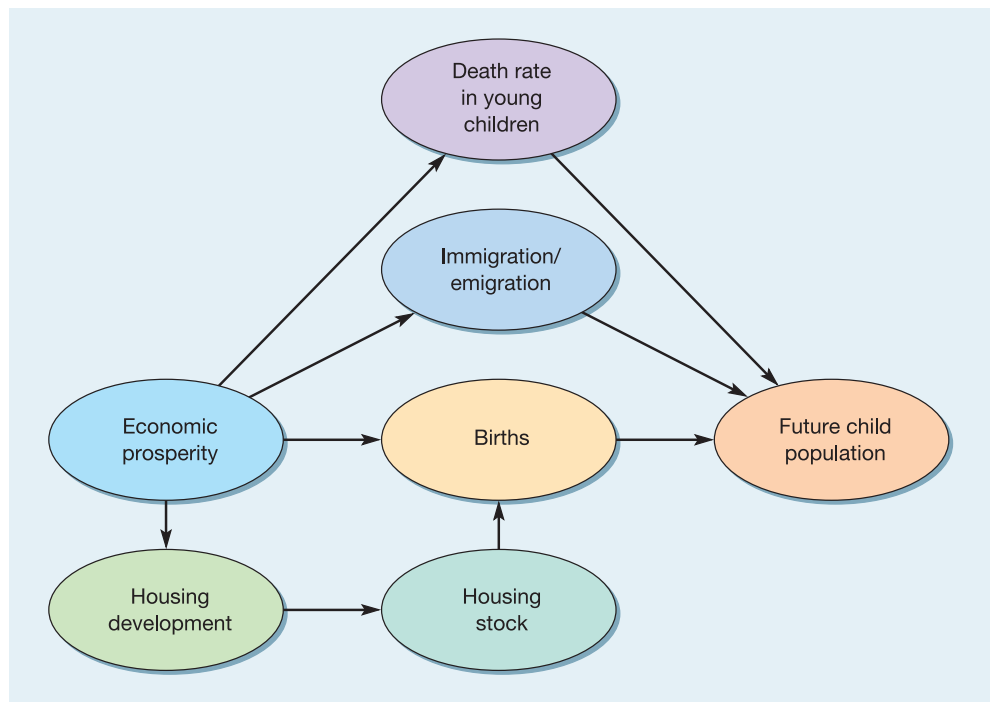 Death rate
in young
children
Immigration/
emigration
Economic
prosperity
Births
Future child
population
Housing
development
Housing
stock